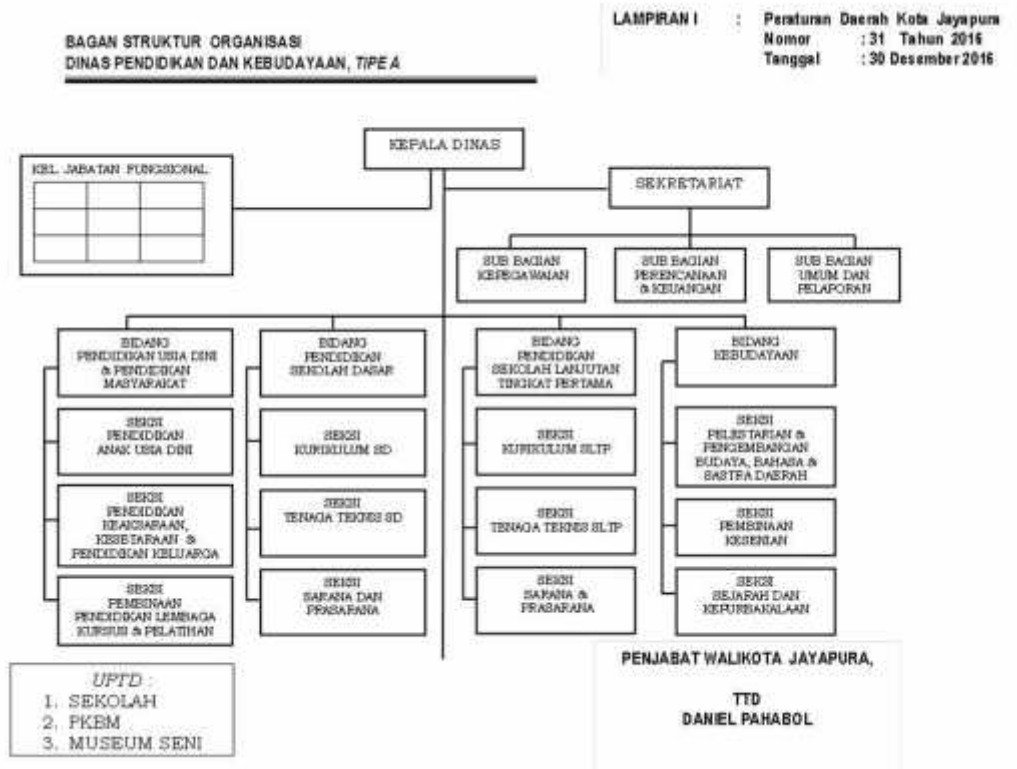 BAGAN STRUKTUR ORGANISASI
DINAS PENDIDIKAN DAN KEBUDAYAAN, TIPE A
LAMPIRAN I : Peraturan Daerah Kota Jayapura
Nomor : 31 Tahun 2016
Tanggal : 30 Desember 2016
KEPALA DINAS
KEL. JABATAN FUNGSIONAL
SEKRETARIAT
SUB BAGIAN
KEPEGAWAIAN
SUB BAGIAN
PERENCANAAN
& KEUANGAN
SUB BAGIAN
UMUM DAN
PELAPORAN
BIDANG
PENDIDIKAN USIA DINI
& PENDIDIKAN
MASYARAKAT
BIDANG
PENDIDIKAN
SEKOLAH DASAR
BIDANG
PENDIDIKAN
SEKOLAH LANJUTAN
TINGKAT PERTAMA
BIDANG
KEBUDAYAAN
SEKSI
PENDIDIKAN
ANAK USIA DINI
SEKSI
KURIKULUM SD
SEKSI
KURIKULUM SLTP
SEKSI
PELESTARIAN &
PENGEMBANGAN
BUDAYA, BAHASA &
SASTRA DAERAH
SEKSI
PENDIDIKAN
KEAKSARAAN,
KESETARAAN &
PENDIDIKAN KELUARGA
SEKSI
TENAGA TEKNIS SD
SEKSI
TENAGA TEKNIS SLTP
SEKSI
PEMBINAAN
KESENIAN
SEKSI
PEMBINAAN
PENDIDIKAN LEMBAGA
KURSUS & PELATIHAN
SEKSI
SARANA DAN
PRASARANA
SEKSI
SARANA &
PRASARANA
SEKSI
SEJARAH DAN
KEPURBAKALAAN
UPTD :
1. SEKOLAH
2. PKBM
3. MUSEUM SENI
PENJABAT WALIKOTA JAYAPURA,
TTD
DANIEL PAHABOL